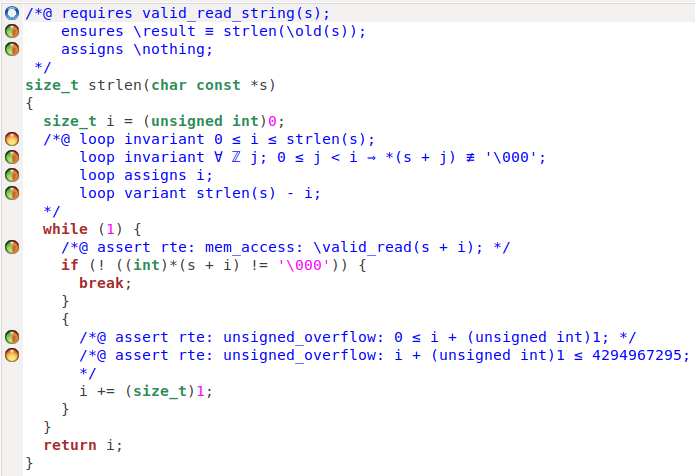 /*@ requires valid_read_string(s);
    ensures \result ≡ strlen(\old(s));
    assigns \nothing;
 */
size_t strlen(char const *s)
{
  size_t i = (unsigned int)0;
  /*@ loop invariant 0 ≤ i ≤ strlen(s);
      loop invariant ∀ ℤ j; 0 ≤ j < i ⇒ *(s + j) ≢ '\000';
      loop assigns i;
      loop variant strlen(s) - i;
  */
  while (1) {
    /*@ assert rte: mem_access: \valid_read(s + i); */
    if (! ((int)*(s + i) != '\000')) {
      break;
    }
    {
      /*@ assert rte: unsigned_overflow: 0 ≤ i + (unsigned int)1; */
      /*@ assert rte: unsigned_overflow: i + (unsigned int)1 ≤ 4294967295;
      */
      i += (size_t)1;
    }
  }
  return i;
}